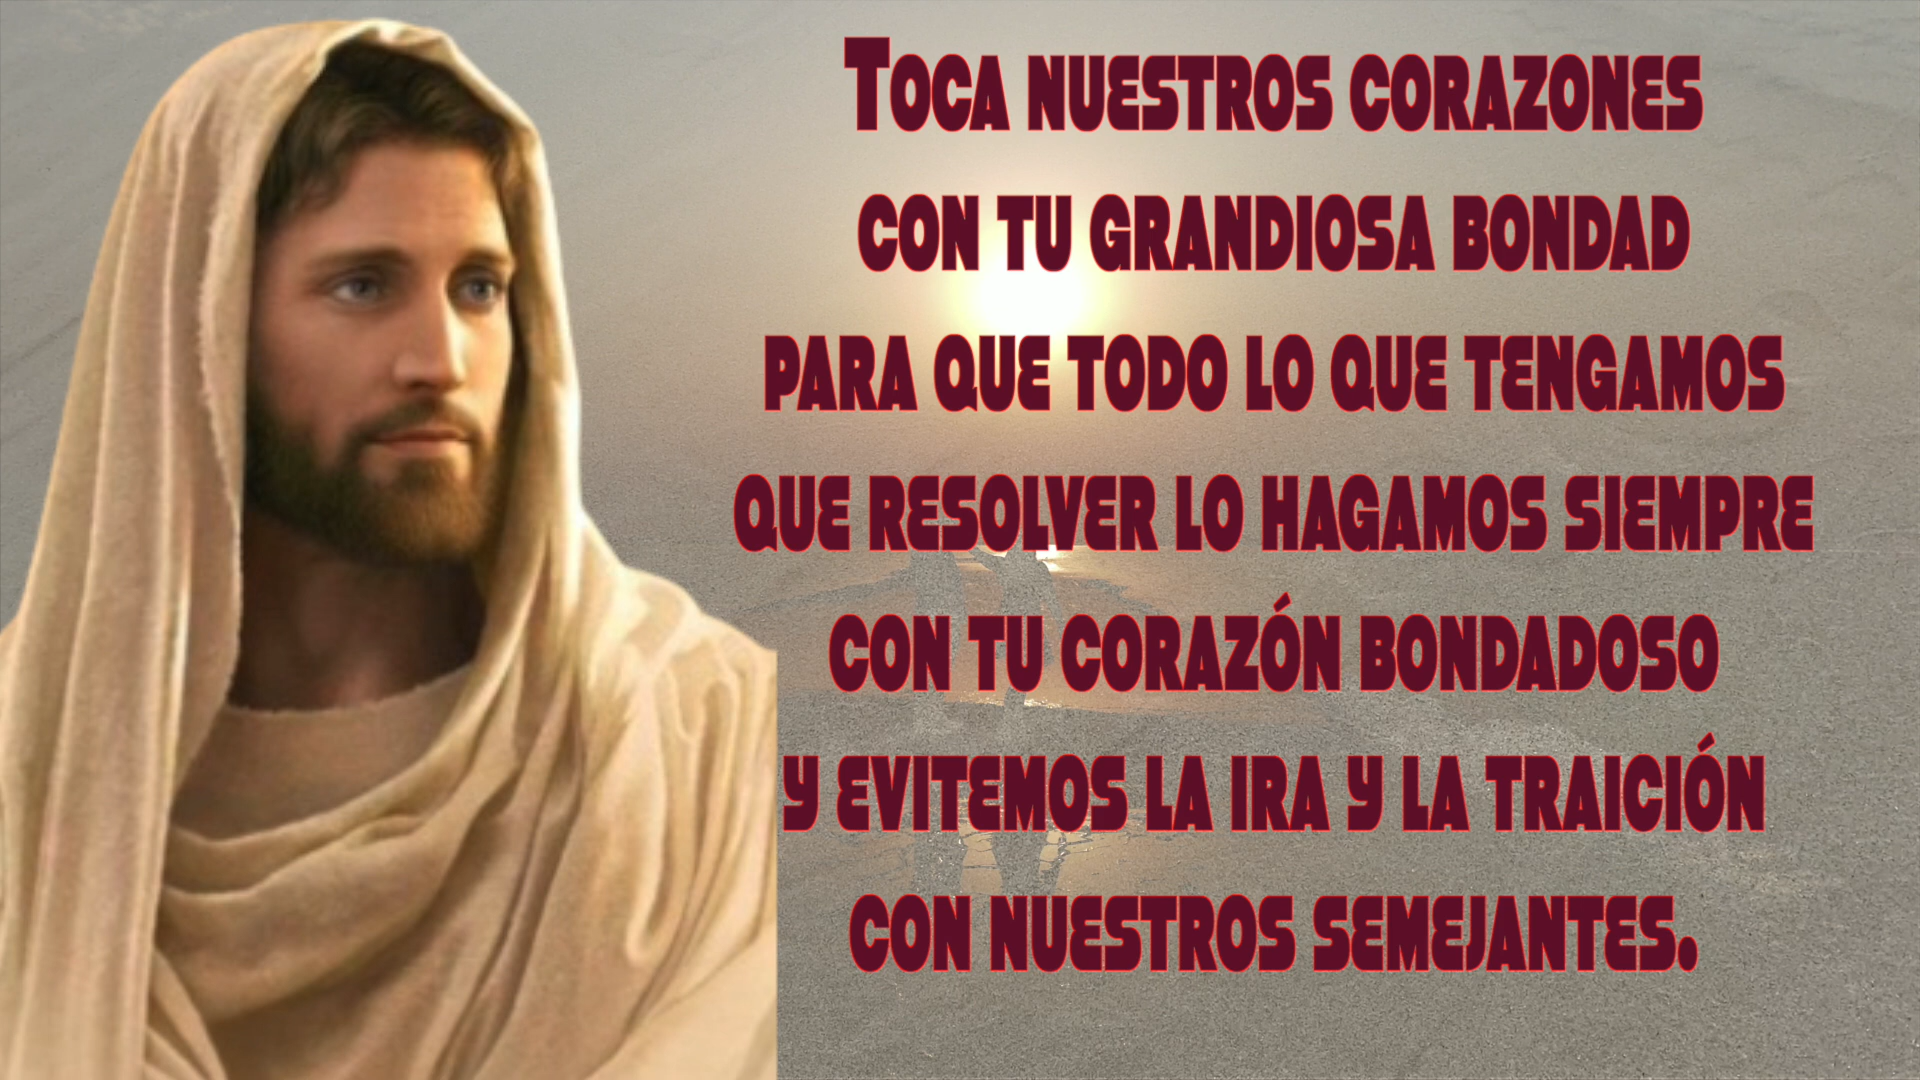 Toca nuestros corazones
con tu grandiosa bondad
para que todo lo que tengamos
que resolver lo hagamos siempre
con tu corazón bondadoso
y evitemos la ira y la traición
con nuestros semejantes.